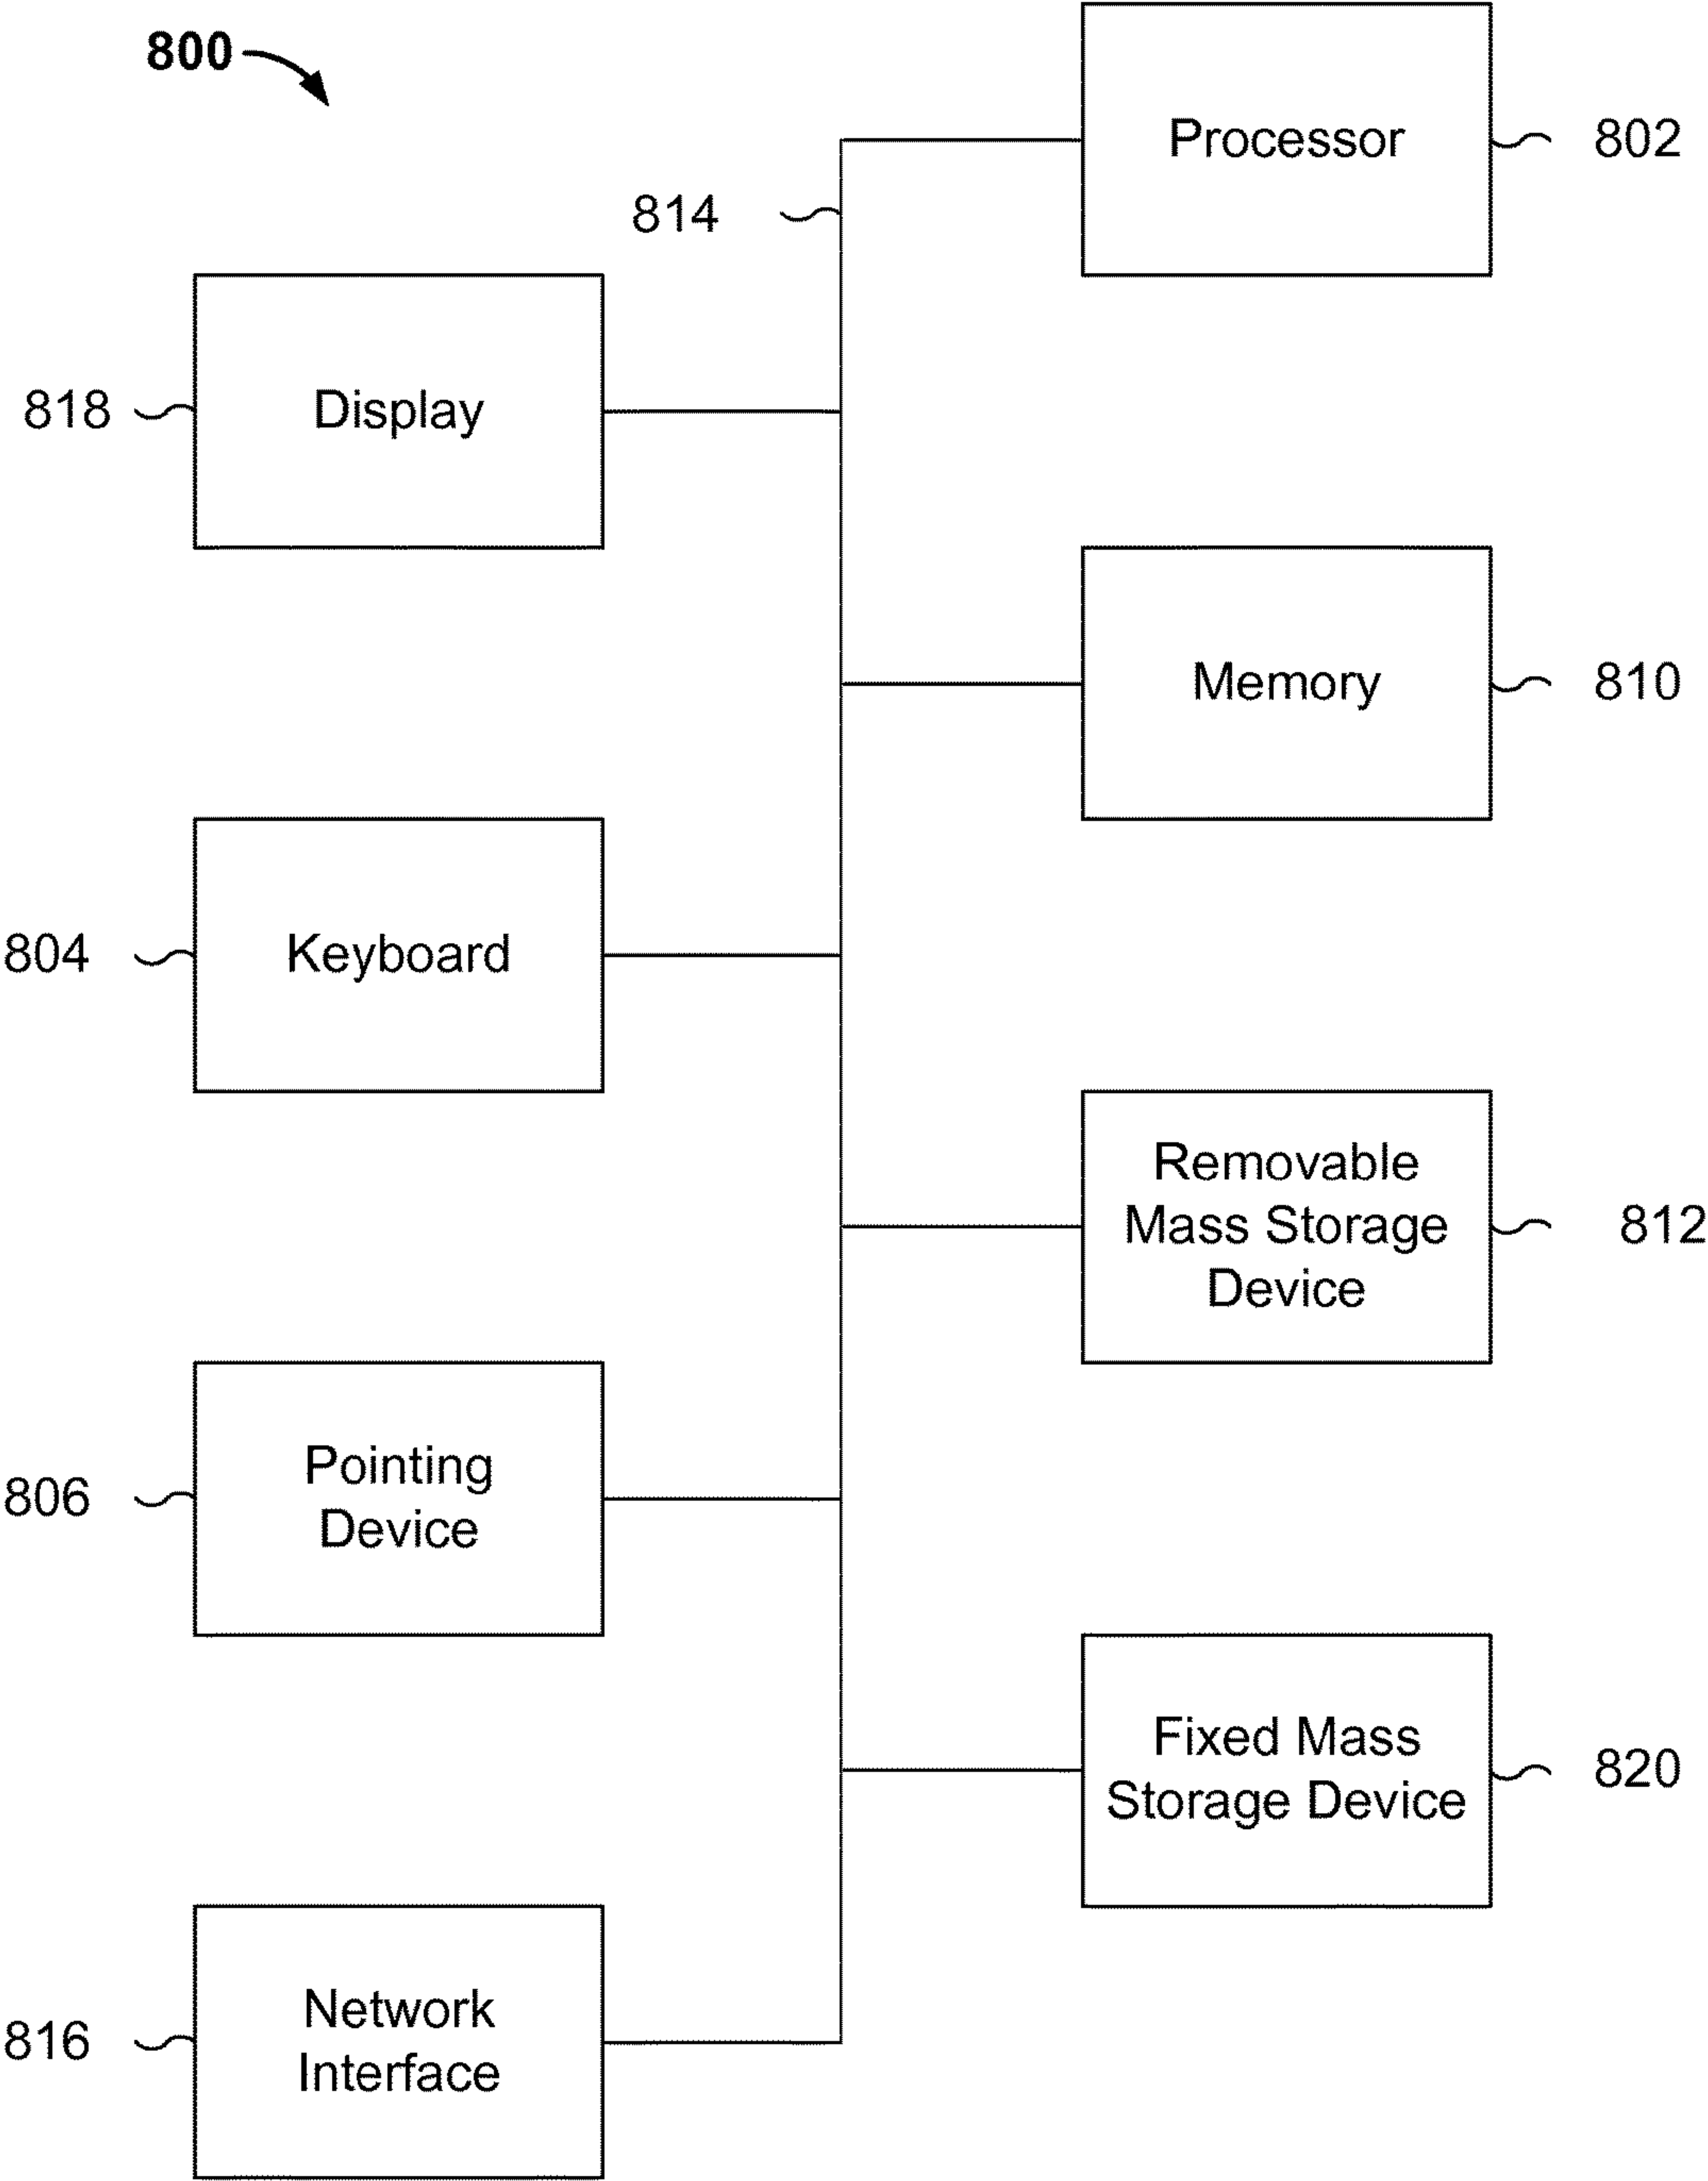 800
Processor
802
814
Display
818
Memory
810
Keyboard
804
Removable
Mass Storage
Device
812
Pointing
Device
806
Fixed Mass
Storage Device
820
Network
Interface
816